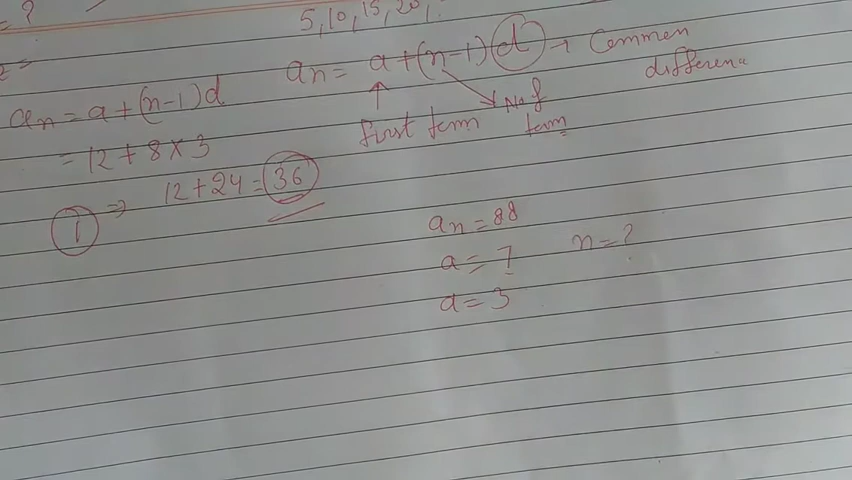 = ?
5, 10, 15, 20,
an = a + (n-1) d → Common difference
first term
No of term
an = a + (n-1) d
= 12 + 8 × 3
1 ⇒ 12 + 24 = 36
an = 88
a = 7 n = ?
d = 3